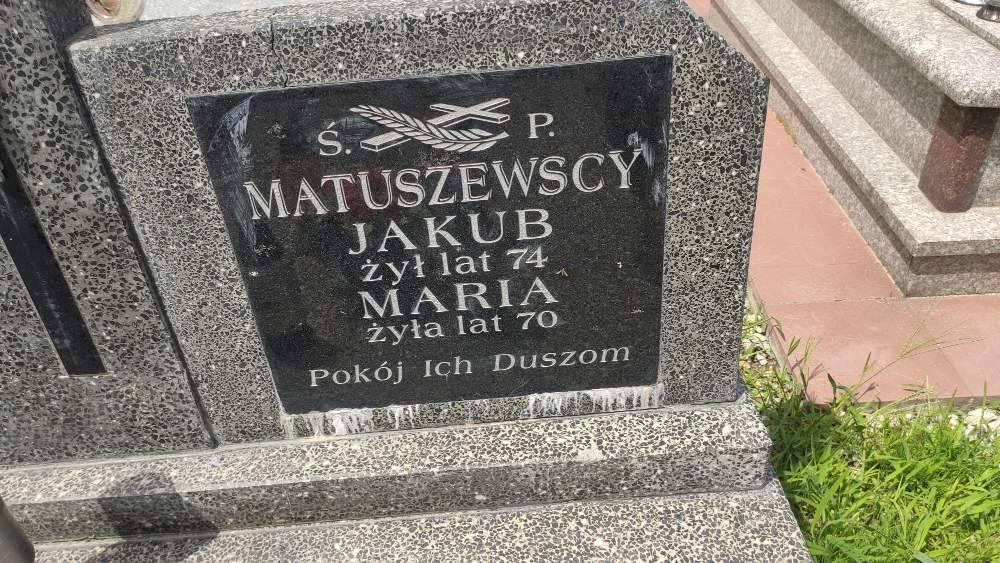 Ś. P.
MATUSZEWSCY
JAKUB
żył lat 74
MARIA
żyła lat 70
Pokój Ich Duszom